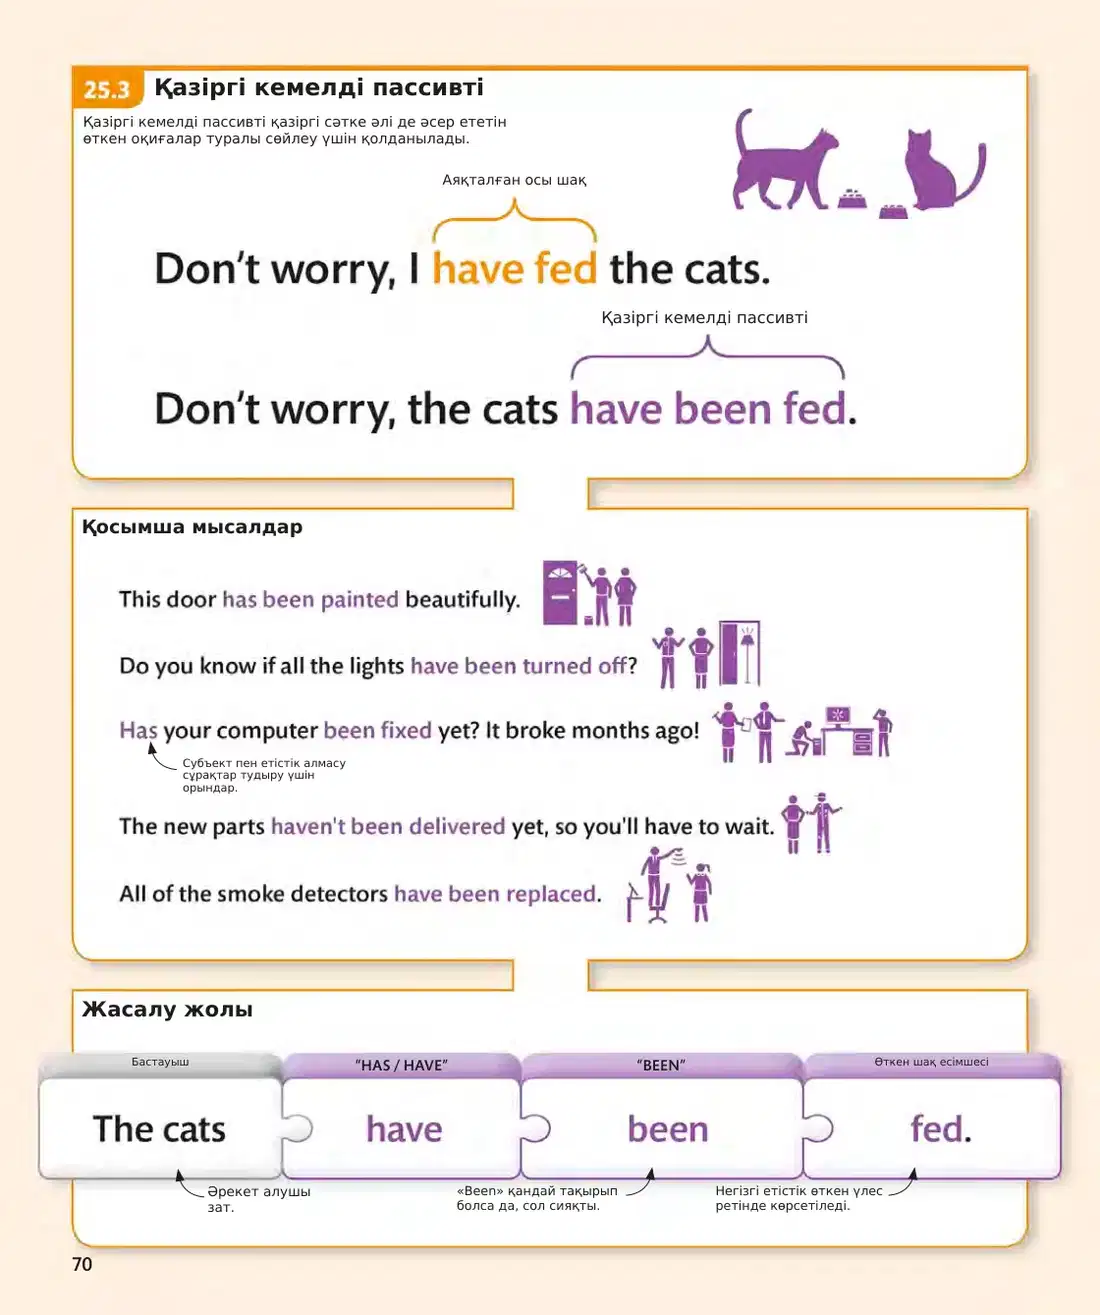 25.3 Қазіргі кемелді пассивті
Қазіргі кемелді пассивті қазіргі сәтке әлі де әсер ететін
өткен оқиғалар туралы сөйлеу үшін қолданылады.
Аяқталған осы шақ
Don't worry, I have fed the cats.
Қазіргі кемелді пассивті
Don't worry, the cats have been fed.
Қосымша мысалдар
This door has been painted beautifully.
Do you know if all the lights have been turned off?
Has your computer been fixed yet? It broke months ago!
Субъект пен етістік алмасу
сұрақтар тудыру үшін
орындар.
The new parts haven't been delivered yet, so you'll have to wait.
All of the smoke detectors have been replaced.
Жасалу жолы
Бастауыш "HAS / HAVE" "BEEN" Өткен шақ есімшесі
The cats have been fed.
Әрекет алушы
зат.
«Been» қандай тақырып
болса да, сол сияқты.
Негізгі етістік өткен үлес
ретінде көрсетіледі.
70